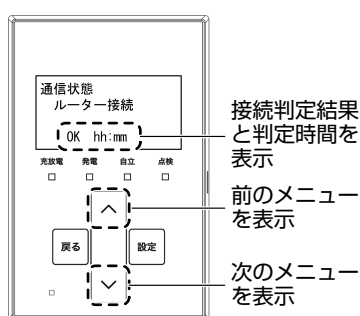 通信状態
ルーター接続
OK hh:mm
接続判定結果
と判定時間を
表示
充放電 発電 自立 点検
前のメニュー
を表示
戻る 設定
次のメニュー
を表示